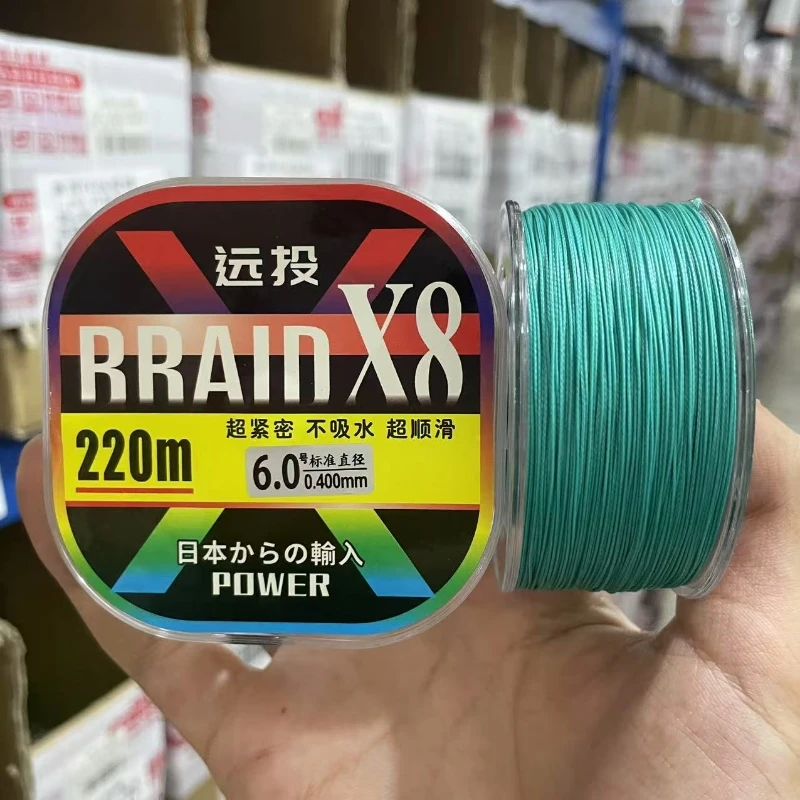 远投
BRAID X8
220m
超紧密 不吸水 超顺滑
6.0号 标准直径
0.400mm
日本からの輸入
POWER